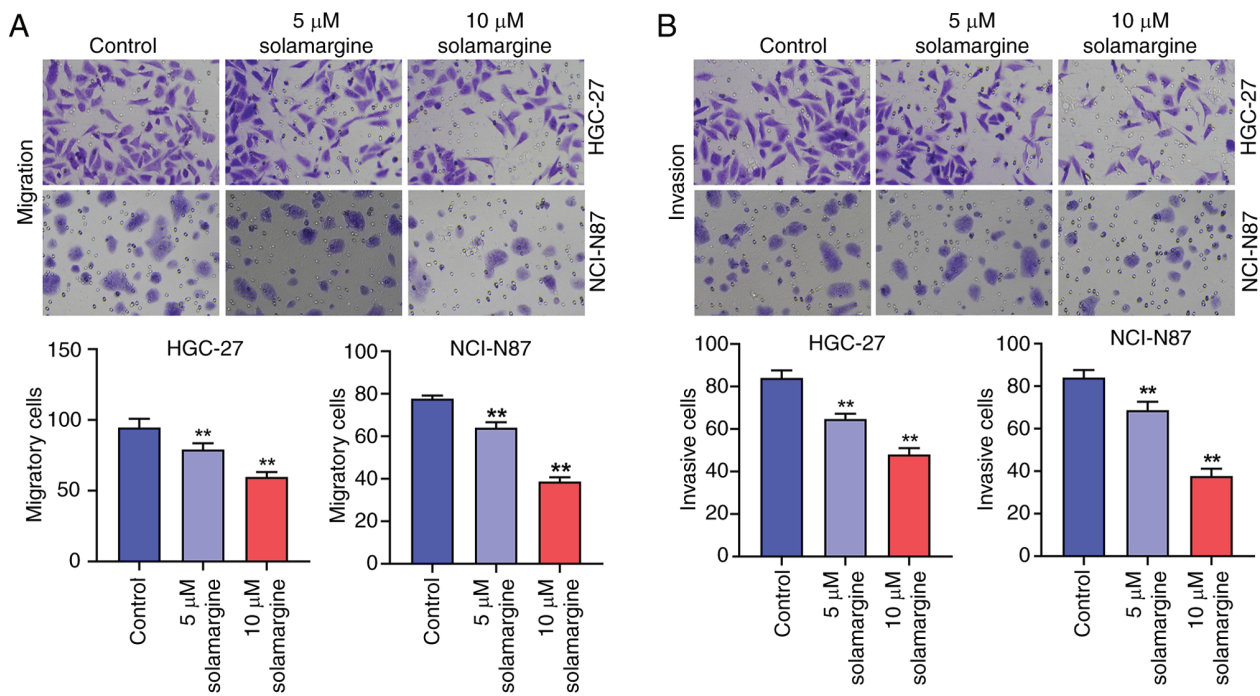 A
Control
5 μM
solamargine
10 μM
solamargine
Migration
HGC-27
NCI-N87
HGC-27
Migratory cells
150
100
50
0
**
**
Control
5 μM
solamargine
10 μM
solamargine
NCI-N87
Migratory cells
100
80
60
40
20
0
**
**
Control
5 μM
solamargine
10 μM
solamargine
B
Control
5 μM
solamargine
10 μM
solamargine
Invasion
HGC-27
NCI-N87
HGC-27
Invasive cells
100
80
60
40
20
0
**
**
Control
5 μM
solamargine
10 μM
solamargine
NCI-N87
Invasive cells
100
80
60
40
20
0
**
**
Control
5 μM
solamargine
10 μM
solamargine